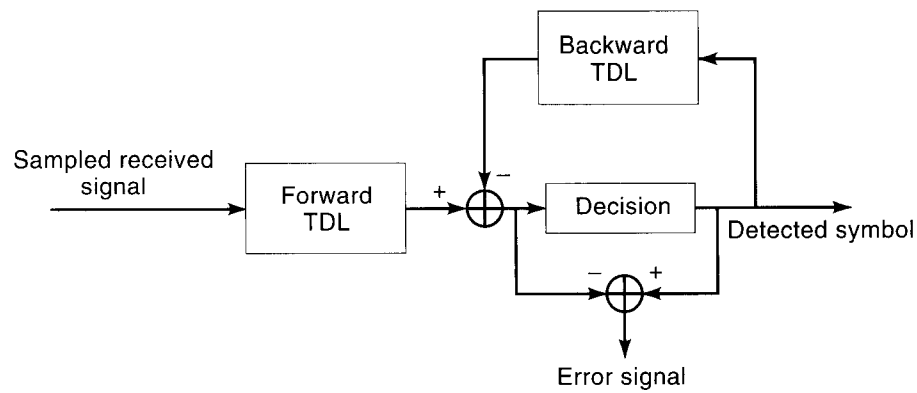 Backward
TDL
Sampled received
signal
Forward
TDL
+
−
Decision
Detected symbol
−
+
Error signal